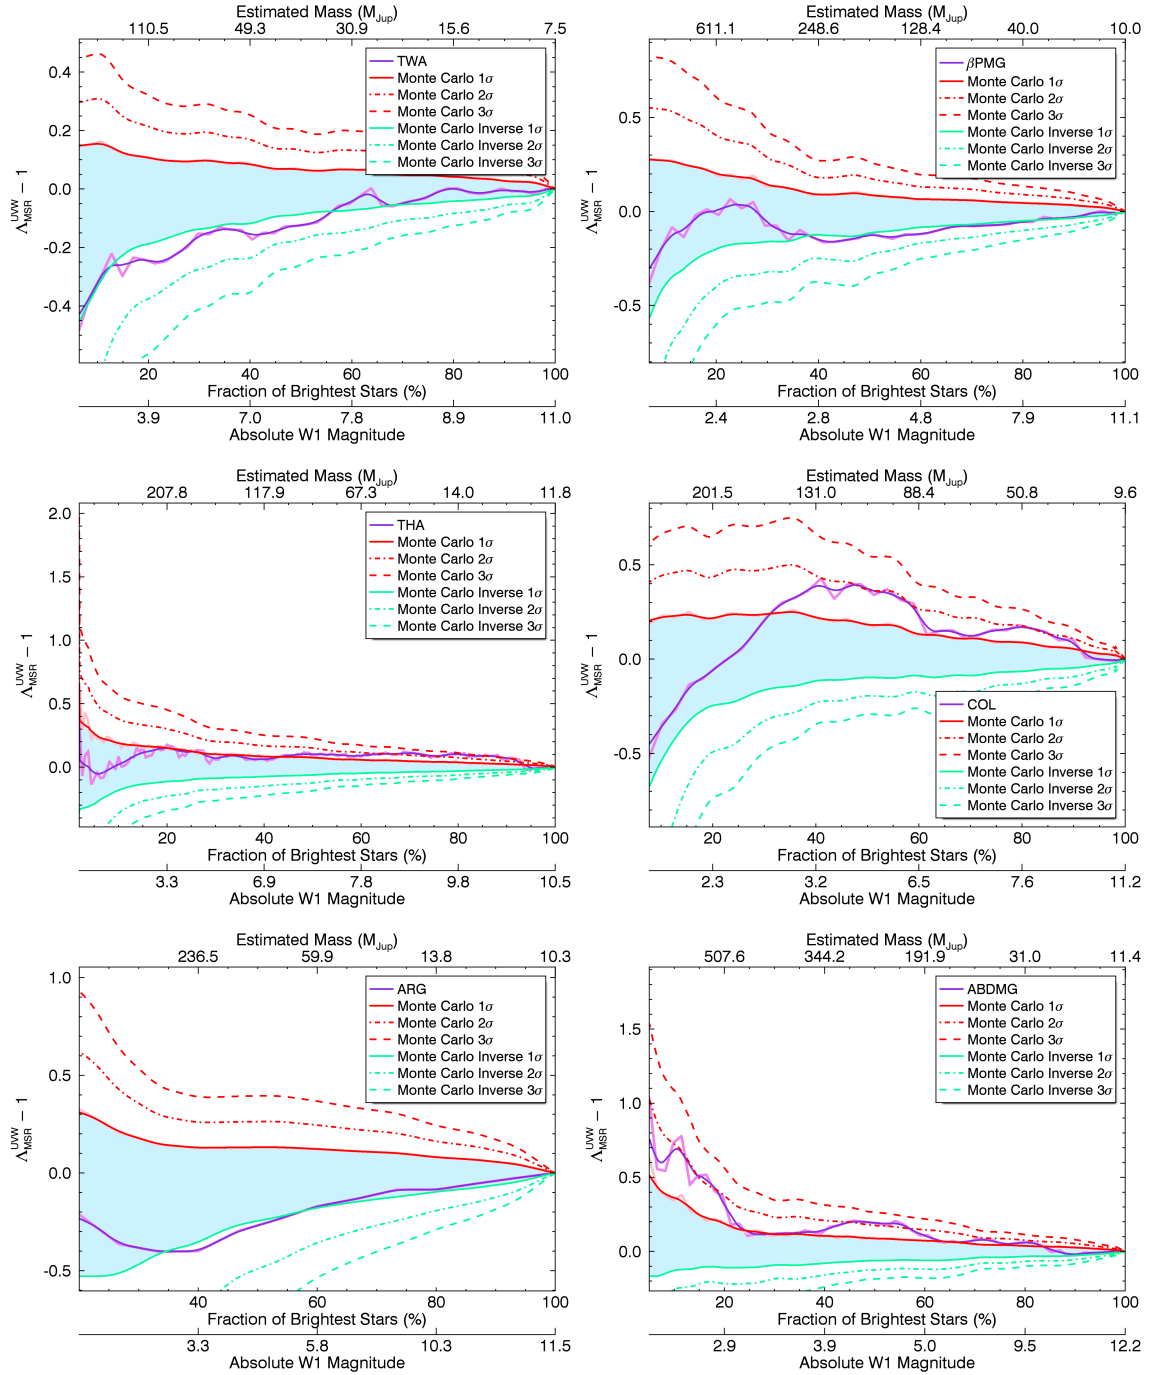 Estimated Mass (MJup)
110.5 49.3 30.9 15.6 7.5
0.4
0.2
0.0
-0.2
-0.4
Λ UVW MSR − 1
TWA
Monte Carlo 1σ
Monte Carlo 2σ
Monte Carlo 3σ
Monte Carlo Inverse 1σ
Monte Carlo Inverse 2σ
Monte Carlo Inverse 3σ
20 40 60 80 100
Fraction of Brightest Stars (%)
3.9 7.0 7.8 8.9 11.0
Absolute W1 Magnitude
Estimated Mass (MJup)
611.1 248.6 128.4 40.0 10.0
0.5
0.0
-0.5
Λ UVW MSR − 1
βPMG
Monte Carlo 1σ
Monte Carlo 2σ
Monte Carlo 3σ
Monte Carlo Inverse 1σ
Monte Carlo Inverse 2σ
Monte Carlo Inverse 3σ
20 40 60 80 100
Fraction of Brightest Stars (%)
2.4 2.8 4.8 7.9 11.1
Absolute W1 Magnitude
Estimated Mass (MJup)
207.8 117.9 67.3 14.0 11.8
2.0
1.5
1.0
0.5
0.0
Λ UVW MSR − 1
THA
Monte Carlo 1σ
Monte Carlo 2σ
Monte Carlo 3σ
Monte Carlo Inverse 1σ
Monte Carlo Inverse 2σ
Monte Carlo Inverse 3σ
20 40 60 80 100
Fraction of Brightest Stars (%)
3.3 6.9 7.8 9.8 10.5
Absolute W1 Magnitude
Estimated Mass (MJup)
201.5 131.0 88.4 50.8 9.6
0.5
0.0
-0.5
Λ UVW MSR − 1
COL
Monte Carlo 1σ
Monte Carlo 2σ
Monte Carlo 3σ
Monte Carlo Inverse 1σ
Monte Carlo Inverse 2σ
Monte Carlo Inverse 3σ
20 40 60 80 100
Fraction of Brightest Stars (%)
2.3 3.2 6.5 7.6 11.2
Absolute W1 Magnitude
Estimated Mass (MJup)
236.5 59.9 13.8 10.3
1.0
0.5
0.0
-0.5
Λ UVW MSR − 1
ARG
Monte Carlo 1σ
Monte Carlo 2σ
Monte Carlo 3σ
Monte Carlo Inverse 1σ
Monte Carlo Inverse 2σ
Monte Carlo Inverse 3σ
40 60 80 100
Fraction of Brightest Stars (%)
3.3 5.8 10.3 11.5
Absolute W1 Magnitude
Estimated Mass (MJup)
507.6 344.2 191.9 31.0 11.4
1.5
1.0
0.5
0.0
Λ UVW MSR − 1
ABDMG
Monte Carlo 1σ
Monte Carlo 2σ
Monte Carlo 3σ
Monte Carlo Inverse 1σ
Monte Carlo Inverse 2σ
Monte Carlo Inverse 3σ
20 40 60 80 100
Fraction of Brightest Stars (%)
2.9 3.9 5.0 9.5 12.2
Absolute W1 Magnitude